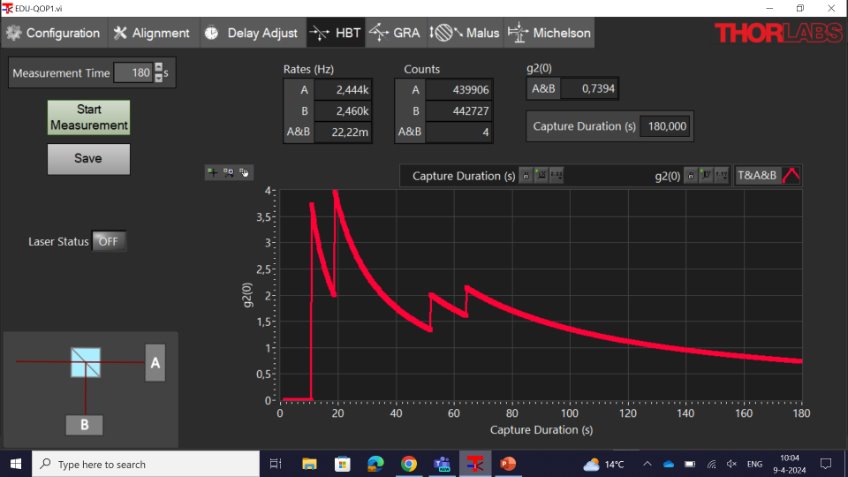 EDU-QOP1.vi
Configuration Alignment Delay Adjust HBT GRA Malus Michelson THORLABS
Measurement Time 180 s
Start
Measurement
Save
Rates (Hz)
A 2,444k
B 2,460k
A&B 22,22m
Counts
A 439906
B 442727
A&B 4
g2(0)
A&B 0,7394
Capture Duration (s) 180,000
Capture Duration (s) g2(0) T&A&B
Laser Status OFF
4
3,5
3
2,5
2
1,5
1
0,5
0
g2(0)
0 20 40 60 80 100 120 140 160 180
Capture Duration (s)
A
B
Type here to search
14°C
ENG
10:04
9-4-2024